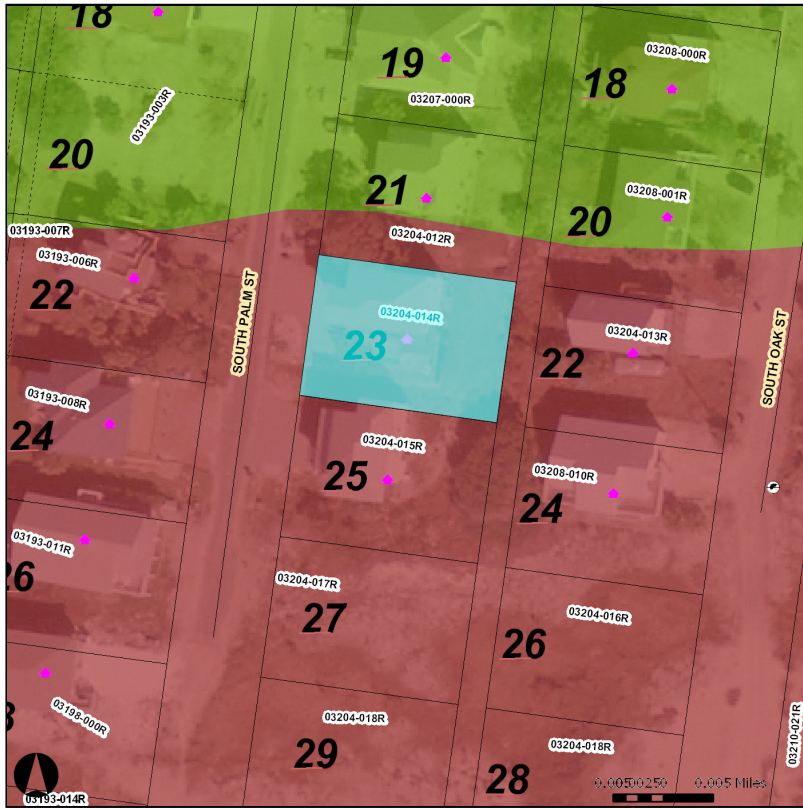 18
19
03208-000R
18
03207-000R
03193-003R
20
21
03208-001R
20
03193-007R
03204-012R
03193-006R
22
SOUTH PALM ST
03204-014R
23
03204-013R
22
SOUTH OAK ST
03193-008R
24
03204-015R
25
03208-010R
24
03193-011R
26
03204-017R
27
03204-016R
26
03198-000R
03204-018R
29
03204-018R
28
03210-021R
03193-014R
0.005 Miles